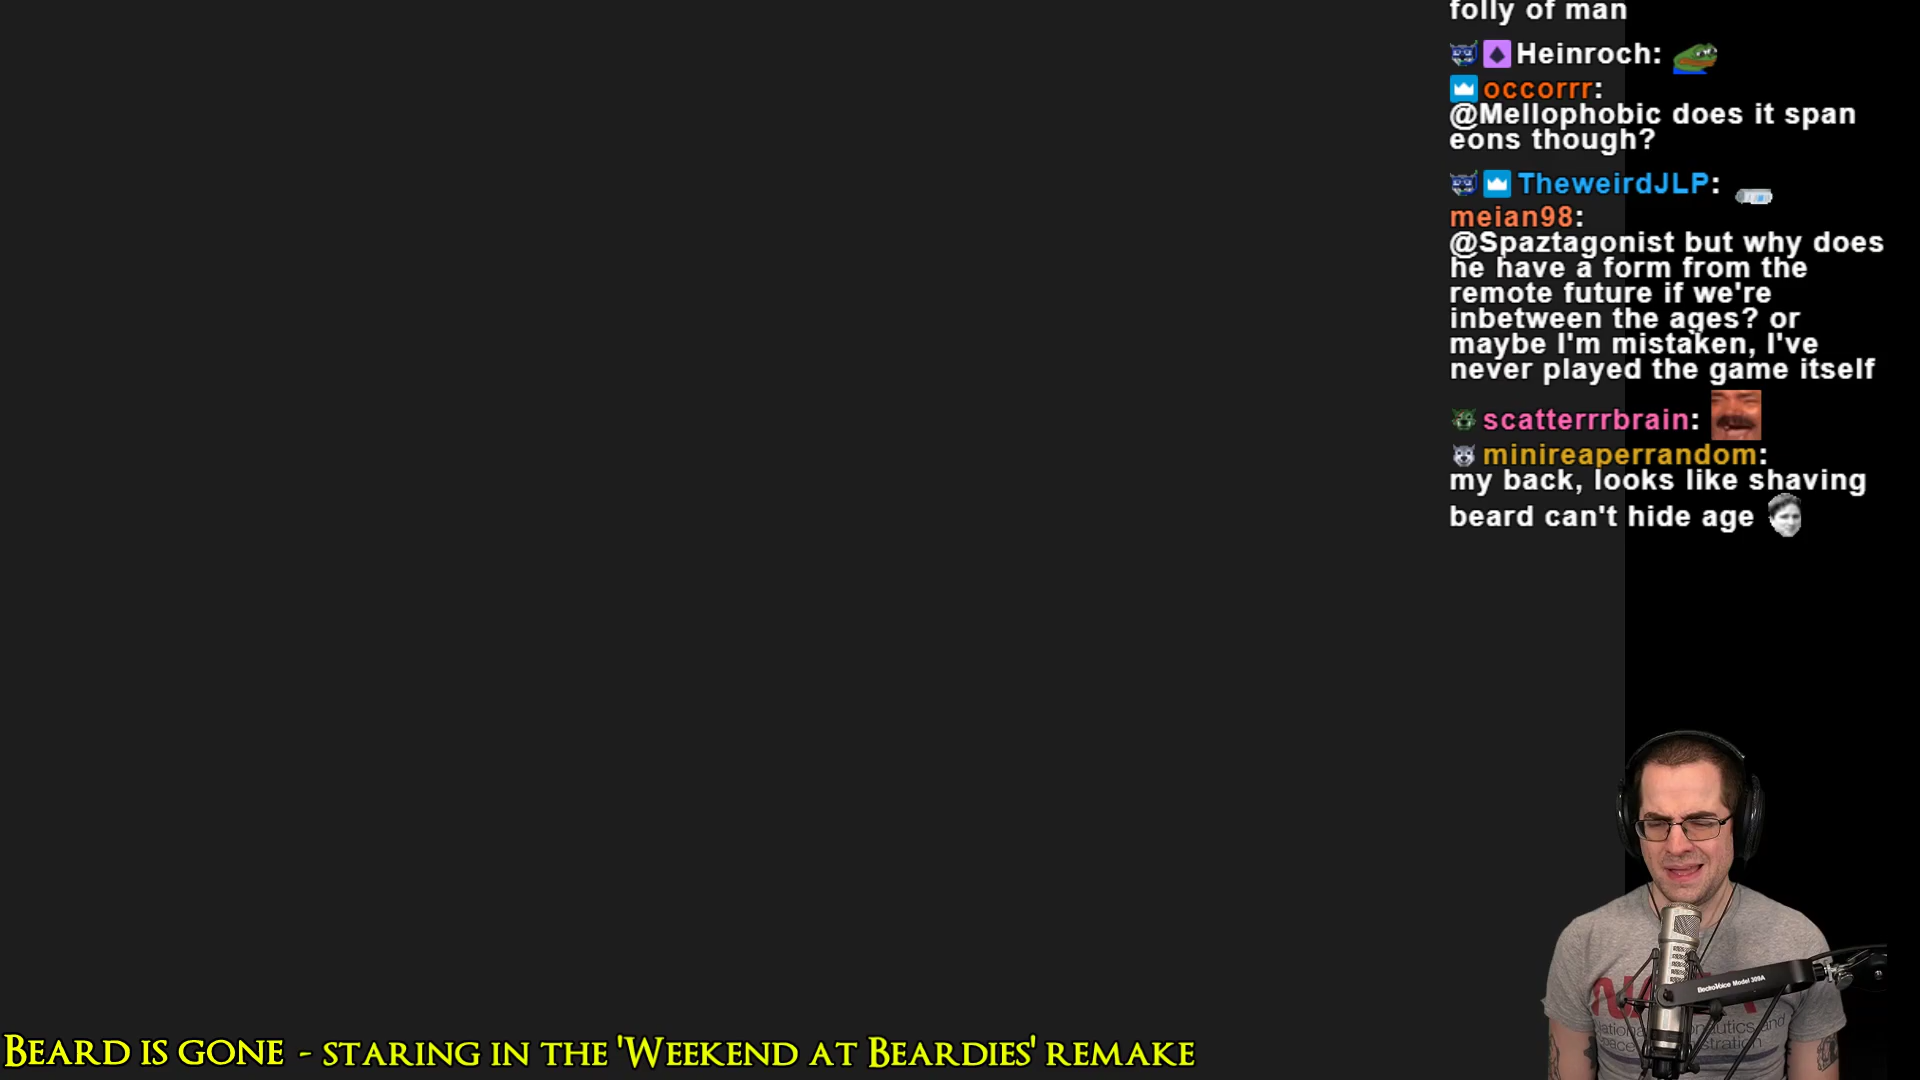 folly of man
Heinroch:
occorrr:
@Mellophobic does it span
eons though?
TheweirdJLP:
meian98:
@Spaztagonist but why does
he have a form from the
remote future if we're
inbetween the ages? or
maybe I'm mistaken, I've
never played the game itself
scatterrrbrain:
minireaperrandom:
my back, looks like shaving
beard can't hide age
ElectroVoice Model 309A
Beard is gone - staring in the 'Weekend at Beardies' remake